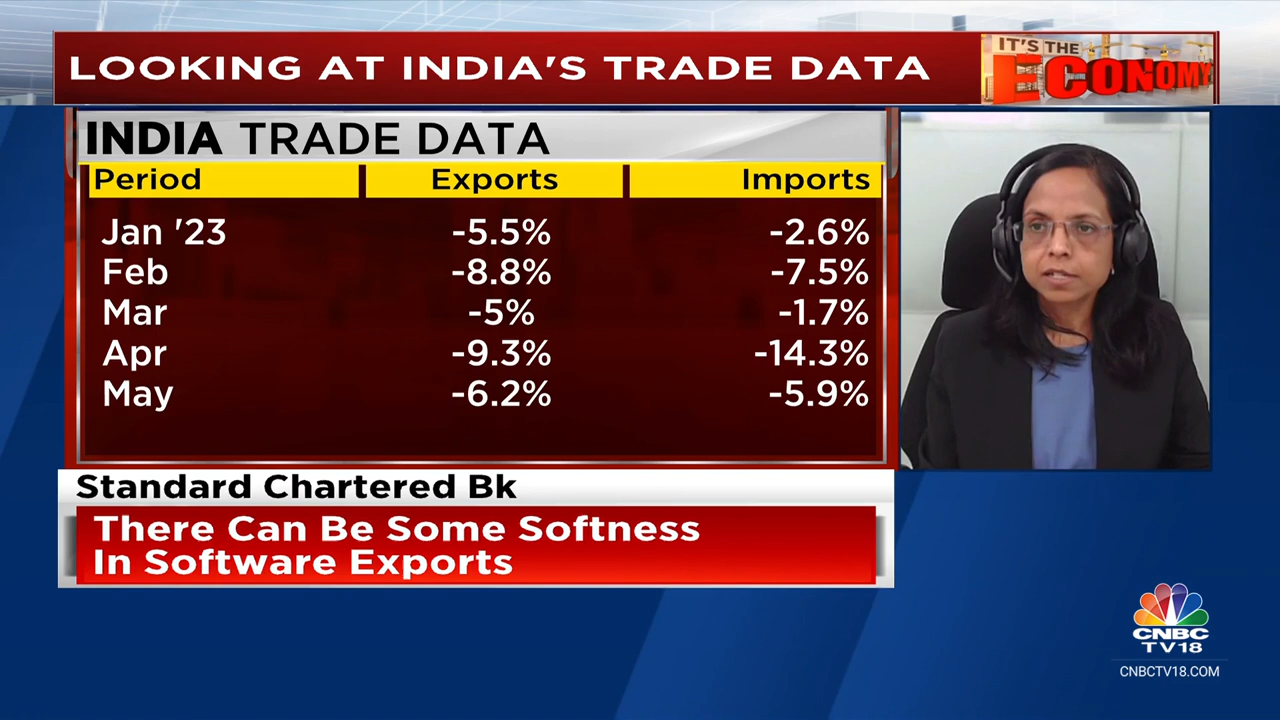 LOOKING AT INDIA'S TRADE DATA
IT'S THE
ECONOMY
INDIA TRADE DATA
Period Exports Imports
Jan '23 -5.5% -2.6%
Feb -8.8% -7.5%
Mar -5% -1.7%
Apr -9.3% -14.3%
May -6.2% -5.9%
Standard Chartered Bk
There Can Be Some Softness
In Software Exports
CNBC
TV18
CNBCTV18.COM